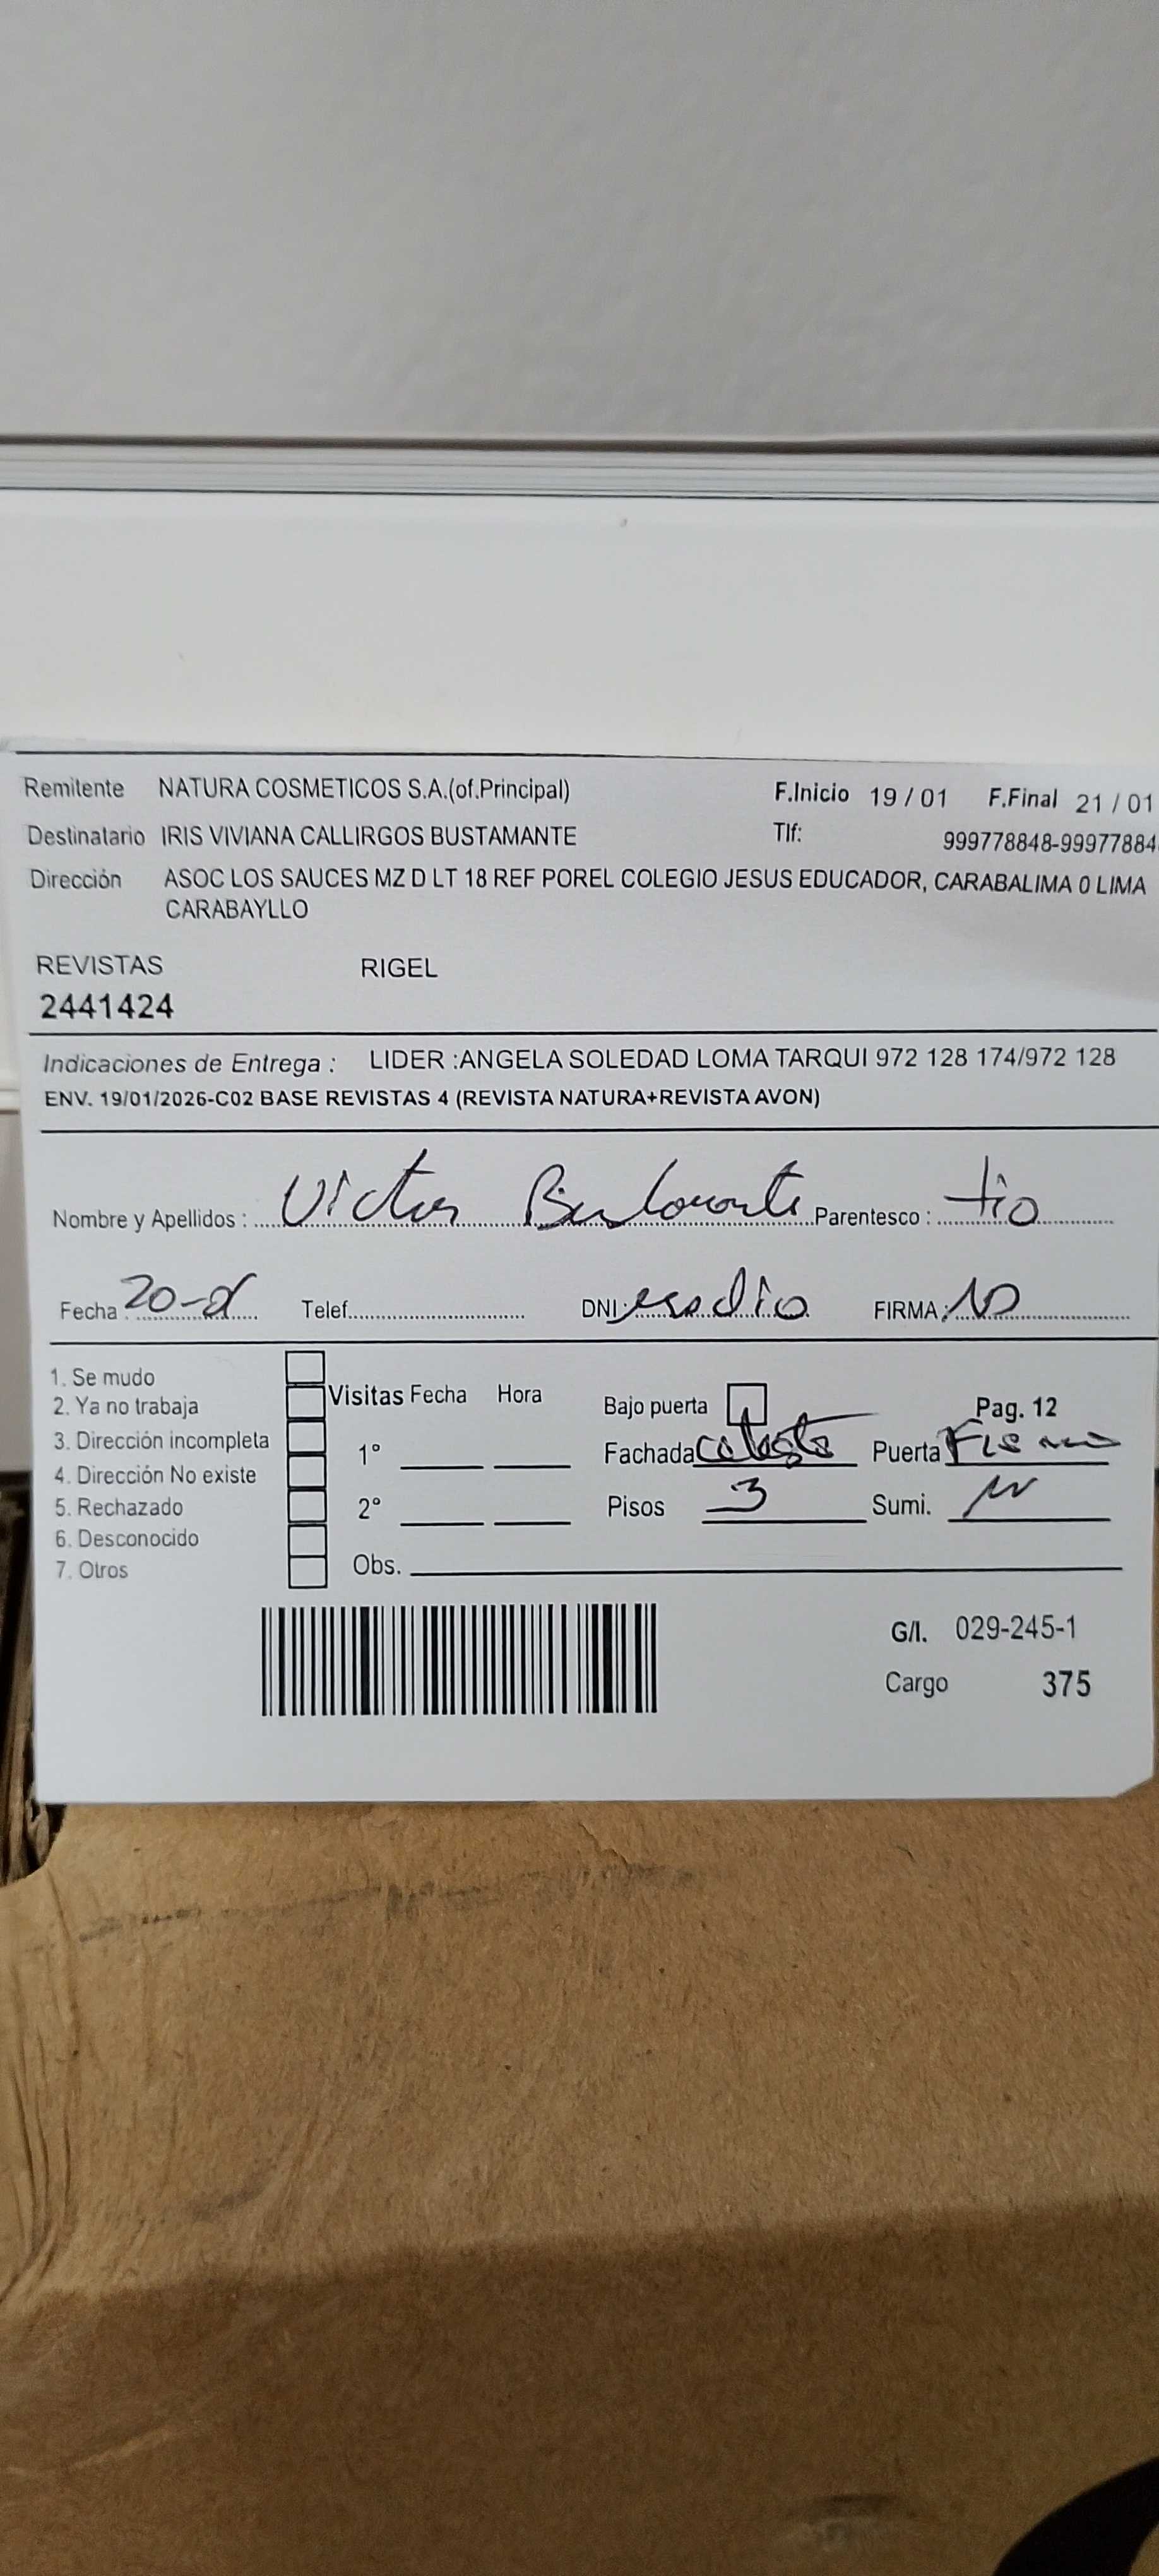 Remitente NATURA COSMETICOS S.A.(of.Principal) F.Inicio 19 / 01 F.Final 21 / 01
Destinatario IRIS VIVIANA CALLIRGOS BUSTAMANTE Tlf: 999778848-99977884
Dirección ASOC LOS SAUCES MZ D LT 18 REF POREL COLEGIO JESUS EDUCADOR, CARABALIMA 0 LIMA
CARABAYLLO
REVISTAS RIGEL
2441424
Indicaciones de Entrega : LIDER :ANGELA SOLEDAD LOMA TARQUI 972 128 174/972 128
ENV. 19/01/2026-C02 BASE REVISTAS 4 (REVISTA NATURA+REVISTA AVON)
Nombre y Apellidos : Victor Parentesco : tio
Fecha : 20- Telef. DNI: FIRMA:
1. Se mudo
2. Ya no trabaja Visitas Fecha Hora Bajo puerta Pag. 12
3. Dirección incompleta 1° Fachada celeste Puerta
4. Dirección No existe
5. Rechazado 2° Pisos 3 Sumi.
6. Desconocido
7. Otros Obs.
G/I. 029-245-1
Cargo 375